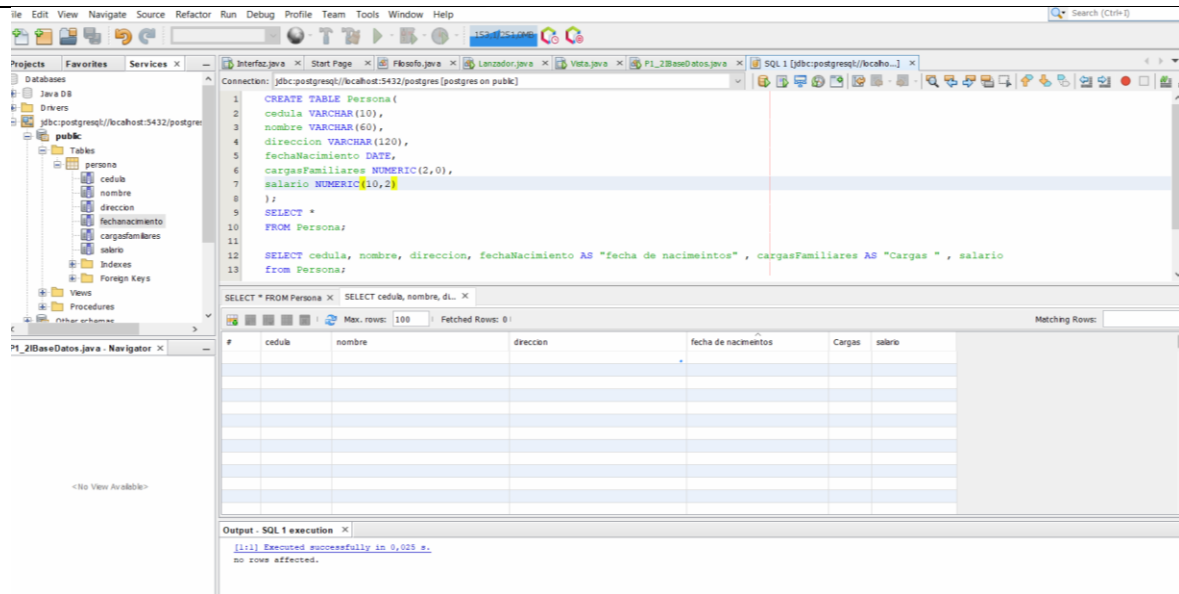 ile Edit View Navigate Source Refactor Run Debug Profile Team Tools Window Help
Search (Ctrl+I)
Projects Favorites Services
Interfaz.java Start Page Filosofo.java Lanzador.java Vista.java P1_2IBaseDatos.java SQL 1 [jdbc:postgresql://localho...]
Databases
Java DB
Drivers
jdbc:postgresql://localhost:5432/postgres
public
Tables
persona
cedula
nombre
direccion
fechanacimiento
cargasfamiliares
salario
Indexes
Foreign Keys
Views
Procedures
Other schemas
P1_2IBaseDatos.java - Navigator
<No View Available>
Connection: jdbc:postgresql://localhost:5432/postgres [postgres on public]
1 CREATE TABLE Persona(
2 cedula VARCHAR(10),
3 nombre VARCHAR(60),
4 direccion VARCHAR(120),
5 fechaNacimiento DATE,
6 cargasFamiliares NUMERIC(2,0),
7 salario NUMERIC(10,2)
8 );
9 SELECT *
10 FROM Persona;
11
12 SELECT cedula, nombre, direccion, fechaNacimiento AS "fecha de nacimeintos" , cargasFamiliares AS "Cargas " , salario
13 from Persona;
SELECT * FROM Persona SELECT cedula, nombre, di...
Max. rows: 100 Fetched Rows: 0
Matching Rows:
# cedula nombre direccion fecha de nacimeintos Cargas salario
Output - SQL 1 execution
[1:1] Executed successfully in 0,025 s.
no rows affected.